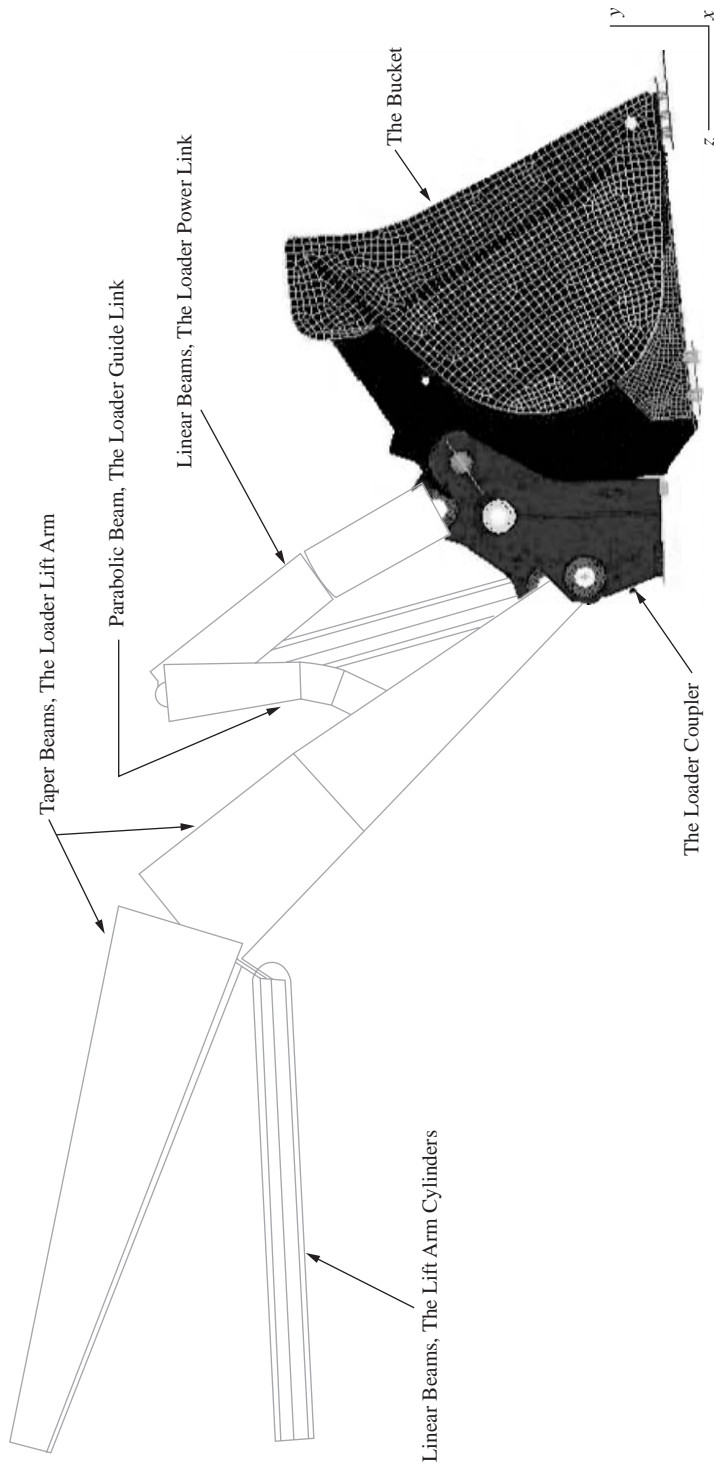 Taper Beams, The Loader Lift Arm
Parabolic Beam, The Loader Guide Link
Linear Beams, The Loader Power Link
The Bucket
Linear Beams, The Lift Arm Cylinders
The Loader Coupler
y
z
x